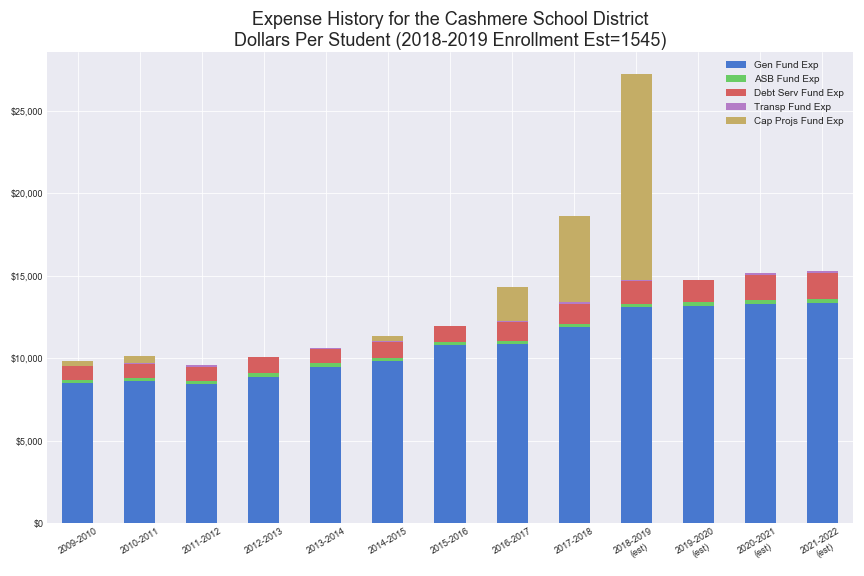 Expense History for the Cashmere School District
Dollars Per Student (2018-2019 Enrollment Est=1545)
Gen Fund Exp
ASB Fund Exp
Debt Serv Fund Exp
Transp Fund Exp
Cap Projs Fund Exp
$25,000
$20,000
$15,000
$10,000
$5,000
$0
2009-2010
2010-2011
2011-2012
2012-2013
2013-2014
2014-2015
2015-2016
2016-2017
2017-2018
2018-2019
(est)
2019-2020
(est)
2020-2021
(est)
2021-2022
(est)